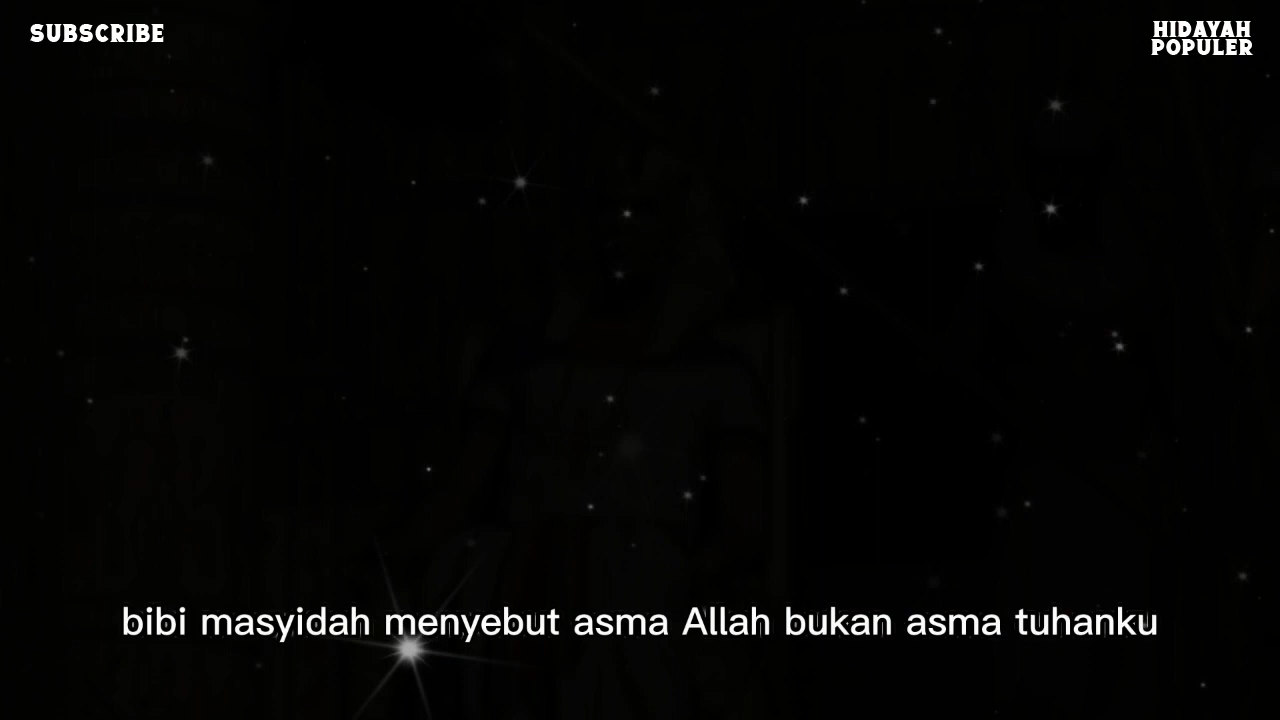 SUBSCRIBE
HIDAYAH
POPULER
bibi masyidah menyebut asma Allah bukan asma tuhanku